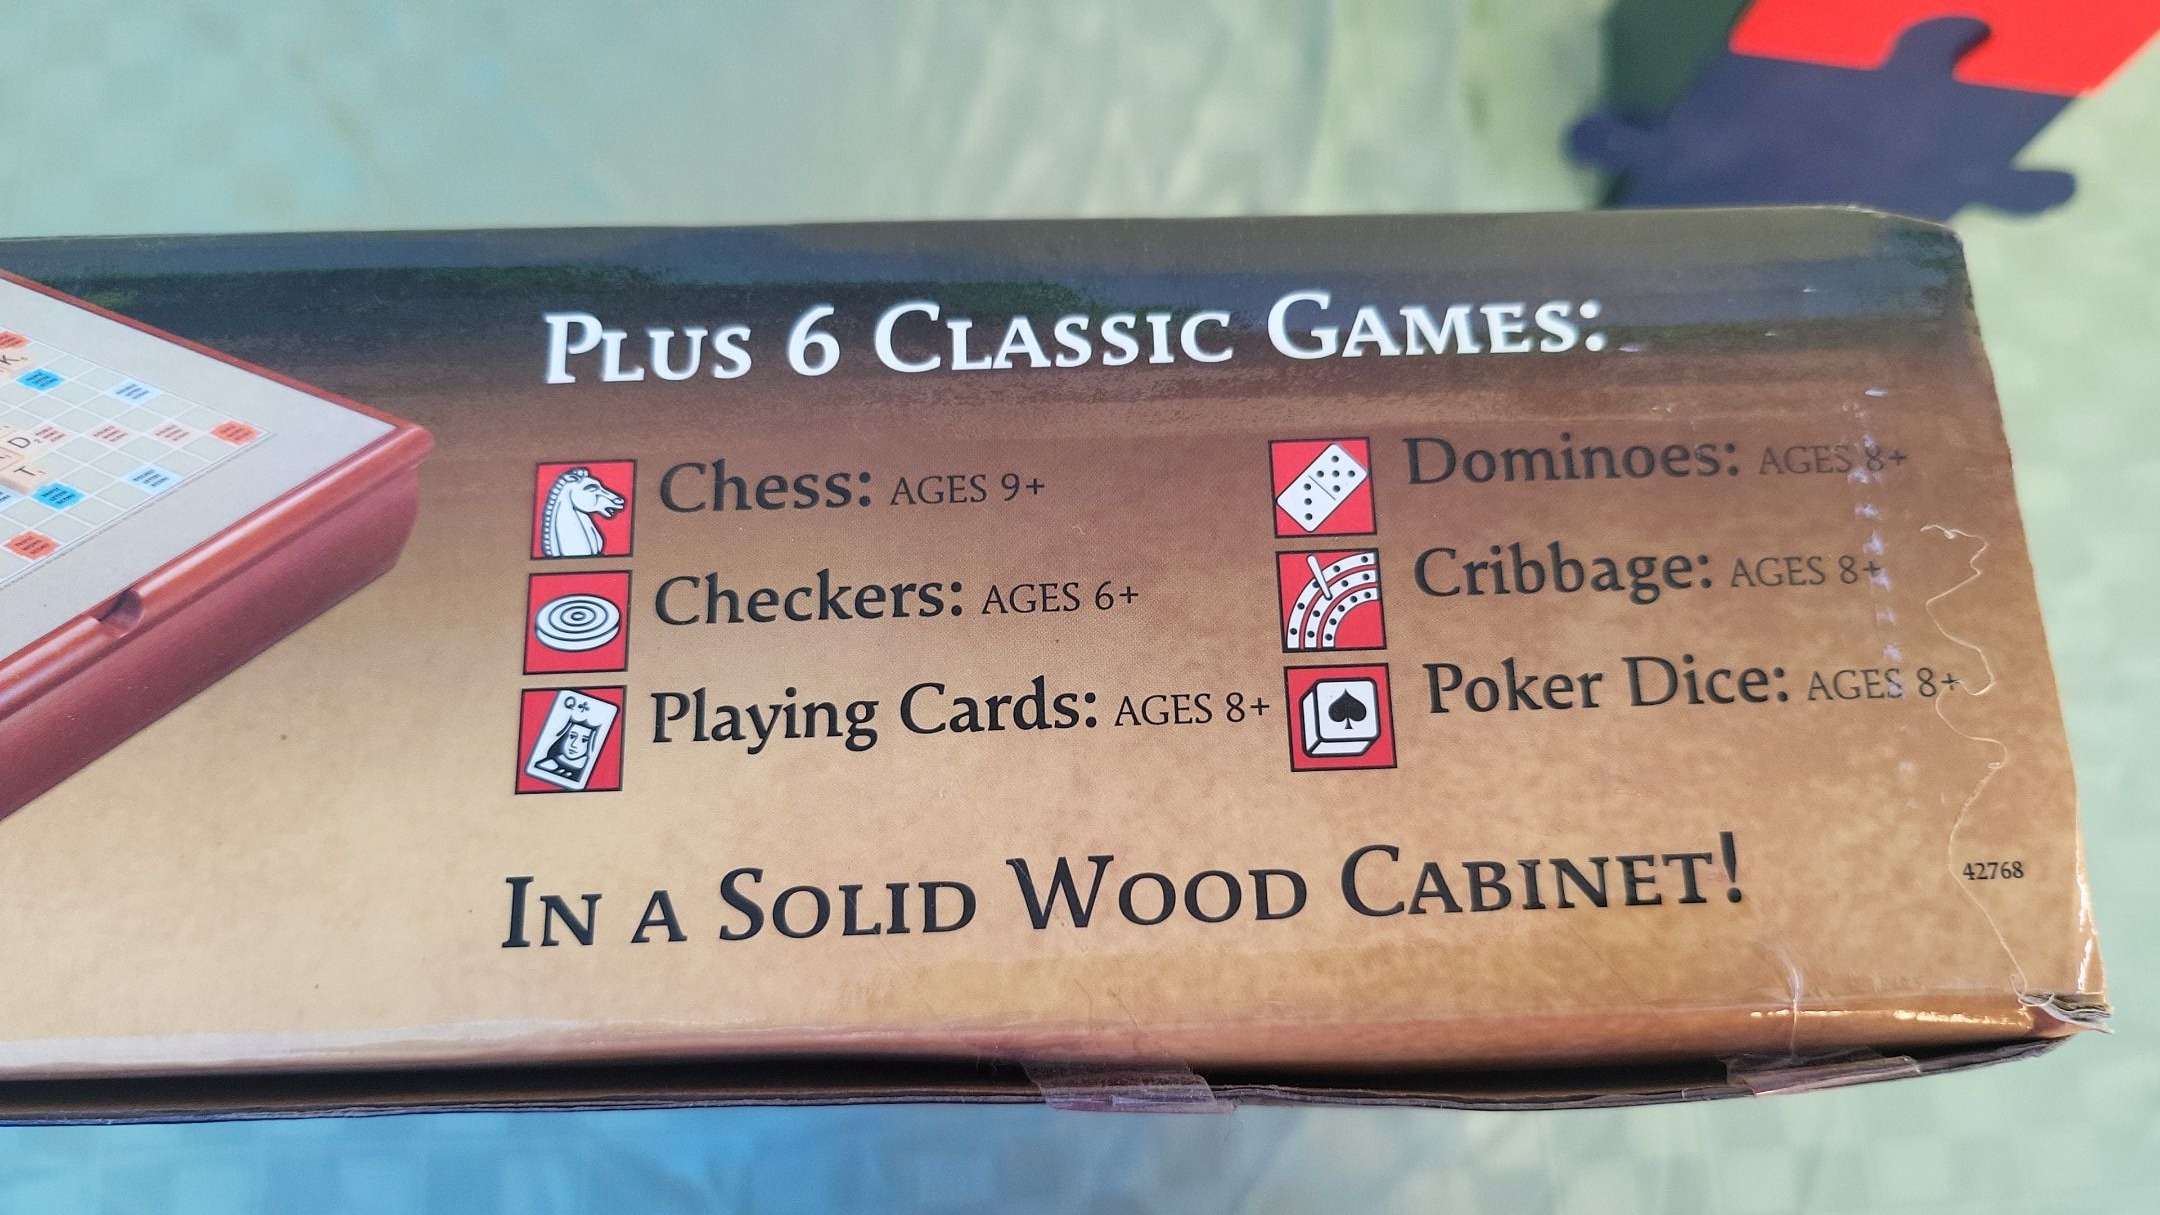 PLUS 6 CLASSIC GAMES:
Chess: AGES 9+
Checkers: AGES 6+
Playing Cards: AGES 8+
Dominoes: AGES 8+
Cribbage: AGES 8+
Poker Dice: AGES 8+
IN A SOLID WOOD CABINET!
42768
Q
K
D
T